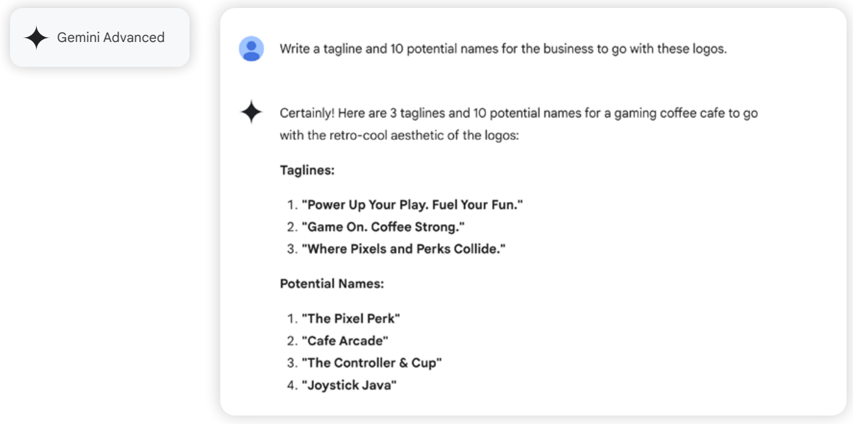 Gemini Advanced
Write a tagline and 10 potential names for the business to go with these logos.
Certainly! Here are 3 taglines and 10 potential names for a gaming coffee cafe to go
with the retro-cool aesthetic of the logos:
Taglines:
1. "Power Up Your Play. Fuel Your Fun."
2. "Game On. Coffee Strong."
3. "Where Pixels and Perks Collide."
Potential Names:
1. "The Pixel Perk"
2. "Cafe Arcade"
3. "The Controller & Cup"
4. "Joystick Java"